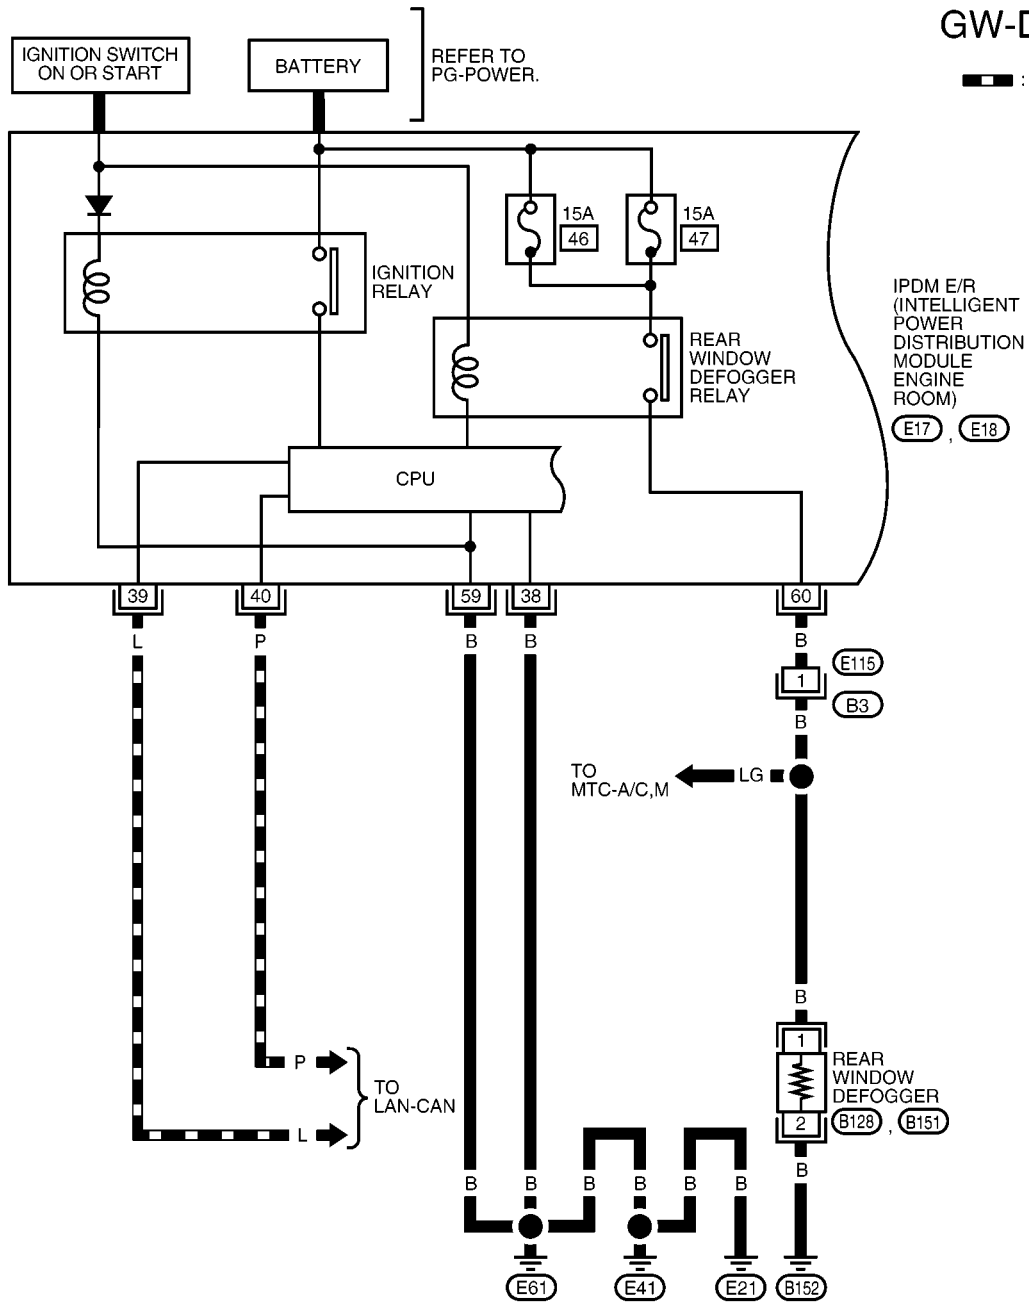 GW-D
:
IGNITION SWITCH
ON OR START
BATTERY
REFER TO
PG-POWER.
15A
46
15A
47
IGNITION
RELAY
IPDM E/R
(INTELLIGENT
POWER
DISTRIBUTION
MODULE
ENGINE
ROOM)
E17 , E18
REAR
WINDOW
DEFOGGER
RELAY
CPU
39
40
59
38
60
L
P
B
B
B
E115
1
B3
B
TO
MTC-A/C,M
LG
B
1
REAR
WINDOW
DEFOGGER
2
B128 , B151
P
TO
LAN-CAN
L
B
B
B
B
B
B
B
E61
E41
E21
B152